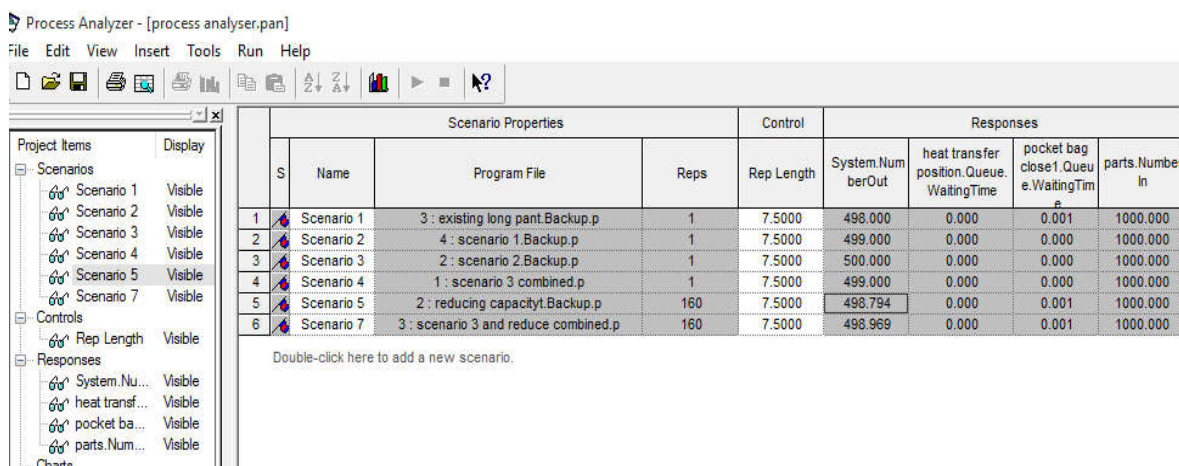 Process Analyzer - [process analyser.pan]
File Edit View Insert Tools Run Help
Project Items Display
Scenarios
Scenario 1 Visible
Scenario 2 Visible
Scenario 3 Visible
Scenario 4 Visible
Scenario 5 Visible
Scenario 7 Visible
Controls
Rep Length Visible
Responses
System.Nu... Visible
heat transf... Visible
pocket ba... Visible
parts.Num... Visible
Charts
Scenario Properties Control Responses
S Name Program File Reps Rep Length System.Num berOut heat transfer position.Queue. WaitingTime pocket bag close1.Queu e.WaitingTim e parts.Number In
1 Scenario 1 3 : existing long pant.Backup.p 1 7.5000 498.000 0.000 0.001 1000.000
2 Scenario 2 4 : scenario 1.Backup.p 1 7.5000 499.000 0.000 0.000 1000.000
3 Scenario 3 2 : scenario 2.Backup.p 1 7.5000 500.000 0.000 0.000 1000.000
4 Scenario 4 1 : scenario 3 combined.p 1 7.5000 499.000 0.000 0.000 1000.000
5 Scenario 5 2 : reducing capacityt.Backup.p 160 7.5000 498.794 0.000 0.001 1000.000
6 Scenario 7 3 : scenario 3 and reduce combined.p 160 7.5000 498.969 0.000 0.001 1000.000
Double-click here to add a new scenario.